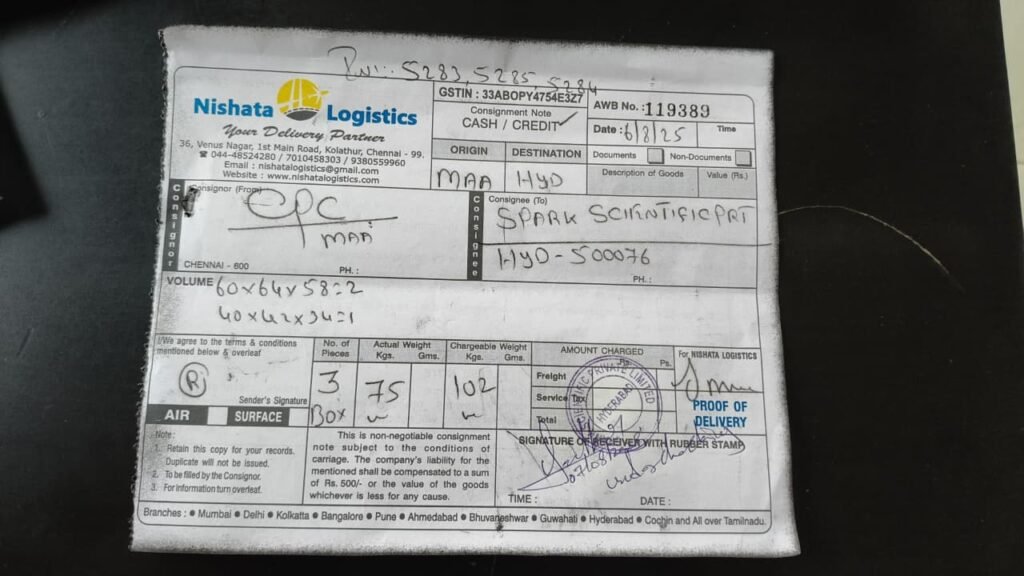 5283, 5285, 5284
Nishata Logistics
Your Delivery Partner
36, Venus Nagar, 1st Main Road, Kolathur, Chennai - 99.
☎ 044-48524280 / 7010458303 / 9380559960
Email : nishatalogistics@gmail.com
Website : www.nishatalogistics.com
GSTIN : 33ABOPY4754E3Z7
Consignment Note
CASH / CREDIT ✓
ORIGIN DESTINATION
MAA HYD
AWB No. : 119389
Date : 6/8/25 Time
Documents Non-Documents
Description of Goods Value (Rs.)
Consignor
Consignor (From)
CPC
MAA
CHENNAI - 600 PH. :
Consignee
Consignee (To)
SPARK SCIENTIFIC PRT
HYD - 500076
PH. :
VOLUME 60x64x58=2
40x42x34=1
I/We agree to the terms & conditions
mentioned below & overleaf
R
Sender's Signature
AIR SURFACE
No. of Pieces
3
BOX
Actual Weight
Kgs. Gms.
75
Chargeable Weight
Kgs. Gms.
102
AMOUNT CHARGED
Rs. Ps.
Freight
Service Tax
Total
PRIVATE LIMITED
HYDERABAD
For NISHATA LOGISTICS
PROOF OF
DELIVERY
Note :
1. Retain this copy for your records.
Duplicate will not be issued.
2. To be filled by the Consignor.
3. For information turn overleaf.
This is non-negotiable consignment
note subject to the conditions of
carriage. The company's liability for
the mentioned shall be compensated to a sum
of Rs. 500/- or the value of the goods
whichever is less for any cause.
SIGNATURE OF RECEIVER WITH RUBBER STAMP
TIME : DATE :
Branches : • Mumbai • Delhi • Kolkatta • Bangalore • Pune • Ahmedabad • Bhuvaneshwar • Guwahati • Hyderabad • Cochin and All over Tamilnadu.